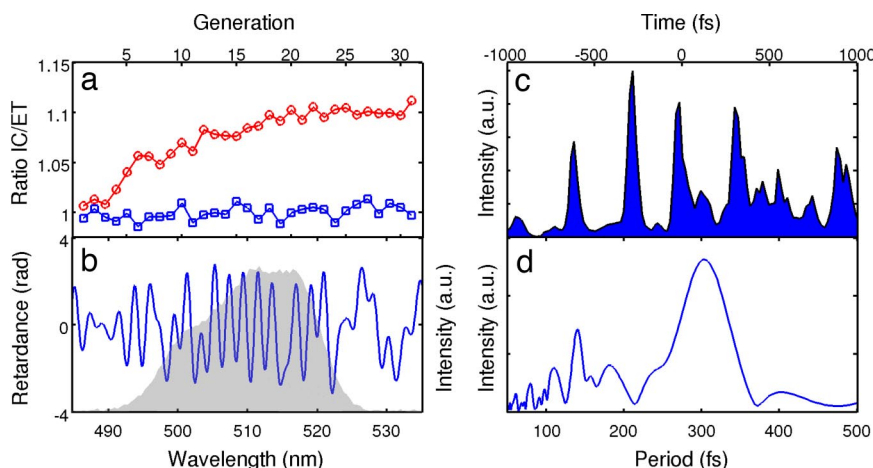 Generation
5 10 15 20 25 30
1.15
1.10
1.05
1
Ratio IC/ET
a
4
0
-4
Retardance (rad)
b
Intensity (a.u.)
490 500 510 520 530
Wavelength (nm)
Time (fs)
-1000 -500 0 500 1000
Intensity (a.u.)
c
Intensity (a.u.)
d
100 200 300 400 500
Period (fs)